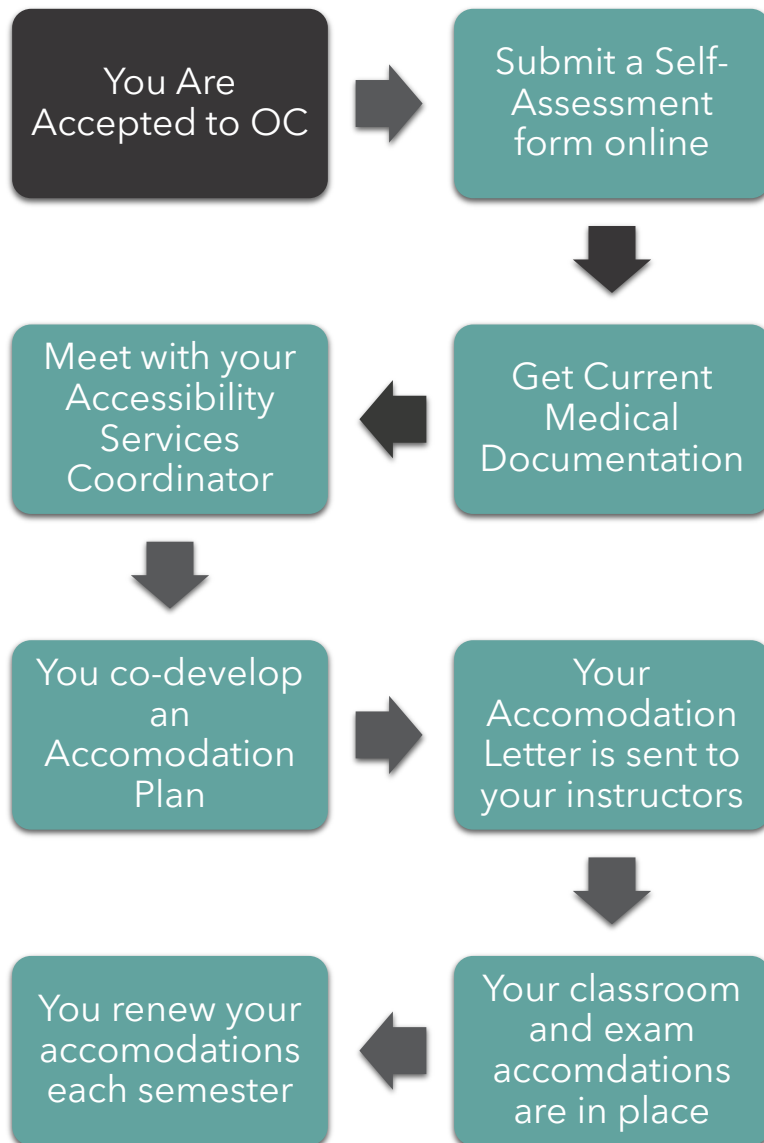 You Are
Accepted to OC
Submit a Self-
Assessment
form online
Get Current
Medical
Documentation
Meet with your
Accessibility
Services
Coordinator
You co-develop
an
Accomodation
Plan
Your
Accomodation
Letter is sent to
your instructors
Your classroom
and exam
accomdations
are in place
You renew your
accomodations
each semester